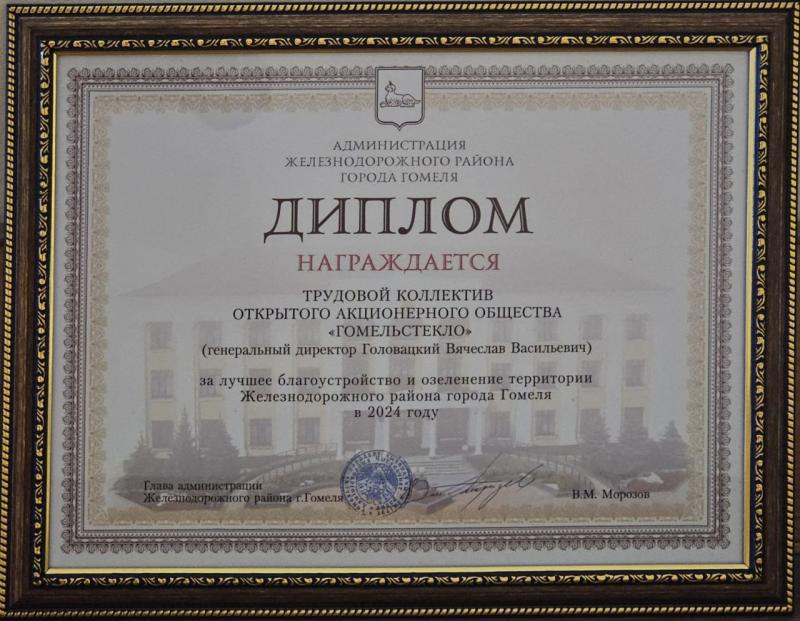 АДМИНИСТРАЦИЯ
ЖЕЛЕЗНОДОРОЖНОГО РАЙОНА
ГОРОДА ГОМЕЛЯ
ДИПЛОМ
НАГРАЖДАЕТСЯ
ТРУДОВОЙ КОЛЛЕКТИВ
ОТКРЫТОГО АКЦИОНЕРНОГО ОБЩЕСТВА
«ГОМЕЛЬСТЕКЛО»
(генеральный директор Головацкий Вячеслав Васильевич)
за лучшее благоустройство и озеленение территории
Железнодорожного района города Гомеля
в 2024 году
Глава администрации
Железнодорожного района г.Гомеля
В.М. Морозов